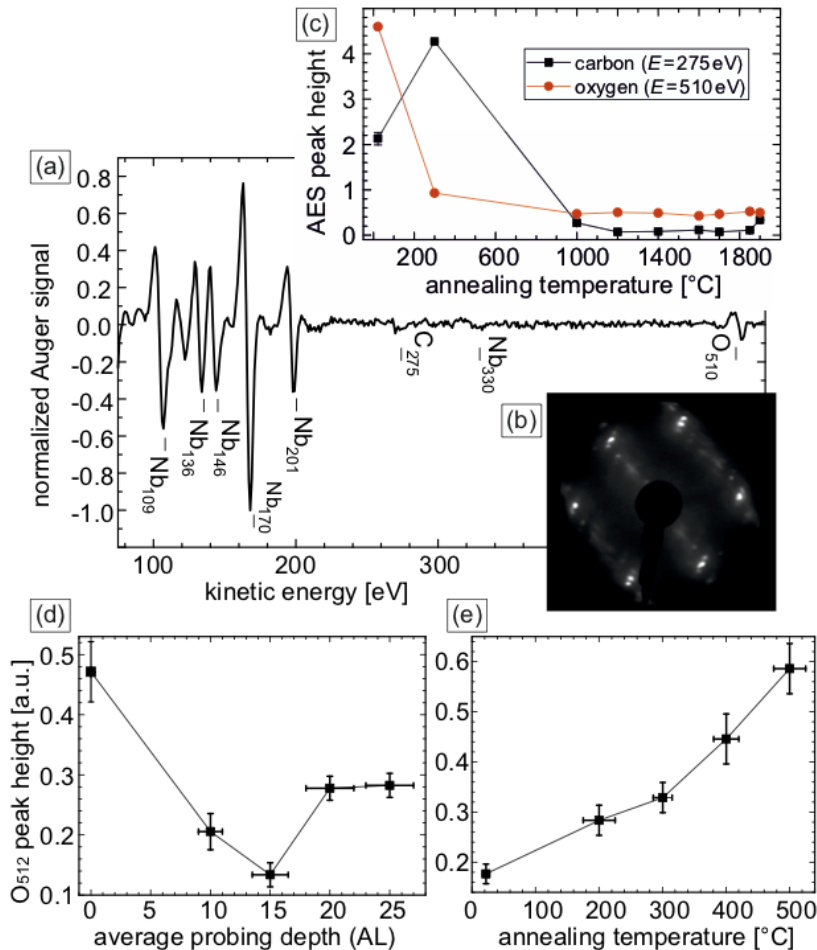 (c)
4
3
2
1
0
AES peak height
carbon (E=275eV)
oxygen (E=510eV)
200 600 1000 1400 1800
annealing temperature [°C]
(a)
0.8
0.6
0.4
0.2
0.0
-0.2
-0.4
-0.6
-0.8
-1.0
normalized Auger signal
Nb109
Nb136
Nb146
Nb170
Nb201
C275
Nb330
O510
100 200 300
kinetic energy [eV]
(b)
(d)
0.5
0.4
0.3
0.2
0.1
O512 peak height [a.u.]
0 5 10 15 20 25
average probing depth (AL)
(e)
0.6
0.5
0.4
0.3
0.2
0 100 200 300 400 500
annealing temperature [°C]